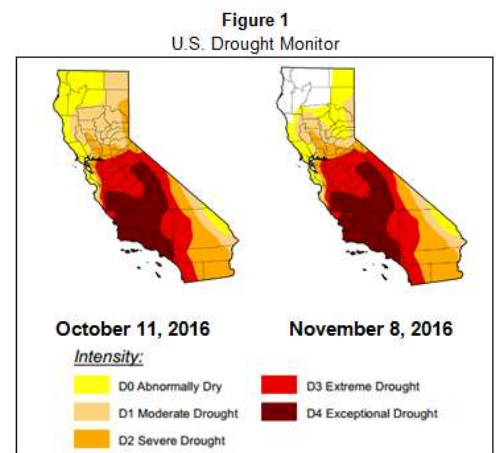 Figure 1
U.S. Drought Monitor
October 11, 2016
November 8, 2016
Intensity:
D0 Abnormally Dry
D1 Moderate Drought
D2 Severe Drought
D3 Extreme Drought
D4 Exceptional Drought